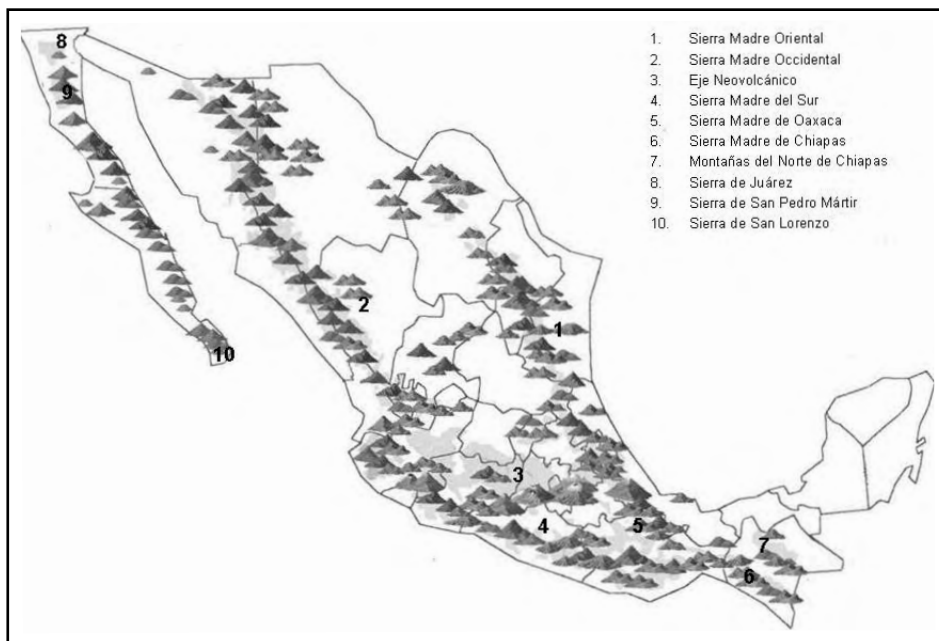 1. Sierra Madre Oriental
2. Sierra Madre Occidental
3. Eje Neovolcánico
4. Sierra Madre del Sur
5. Sierra Madre de Oaxaca
6. Sierra Madre de Chiapas
7. Montañas del Norte de Chiapas
8. Sierra de Juárez
9. Sierra de San Pedro Mártir
10. Sierra de San Lorenzo
8
9
2
1
10
3
4
5
7
6